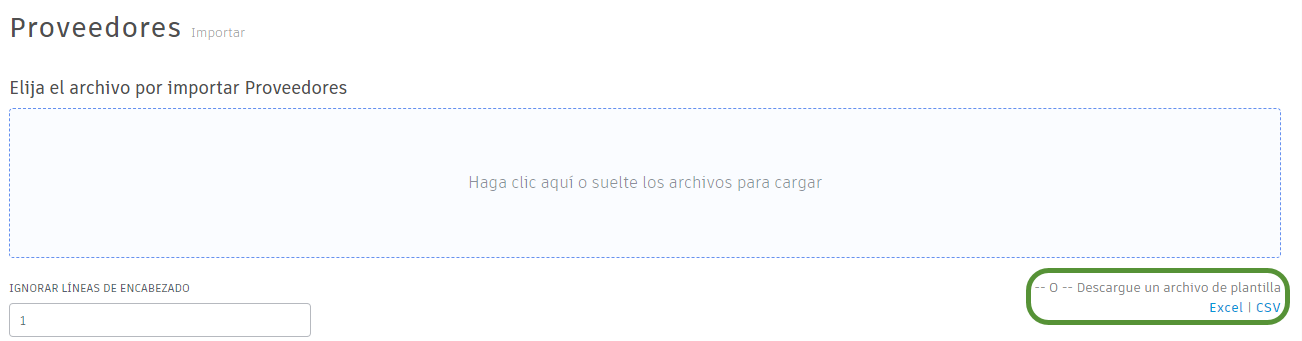 Proveedores Importar
Elija el archivo por importar Proveedores
Haga clic aquí o suelte los archivos para cargar
IGNORAR LÍNEAS DE ENCABEZADO
1
-- O -- Descargue un archivo de plantilla
Excel | CSV